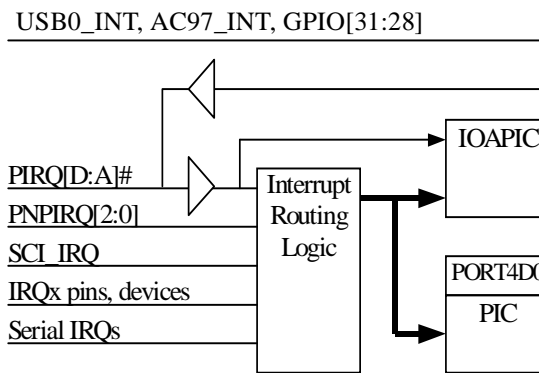 USB0_INT, AC97_INT, GPIO[31:28]
IOAPIC
PIRQ[D:A]#
Interrupt
Routing
Logic
PNPIRQ[2:0]
SCI_IRQ
IRQx pins, devices
Serial IRQs
PORT4D0
PIC